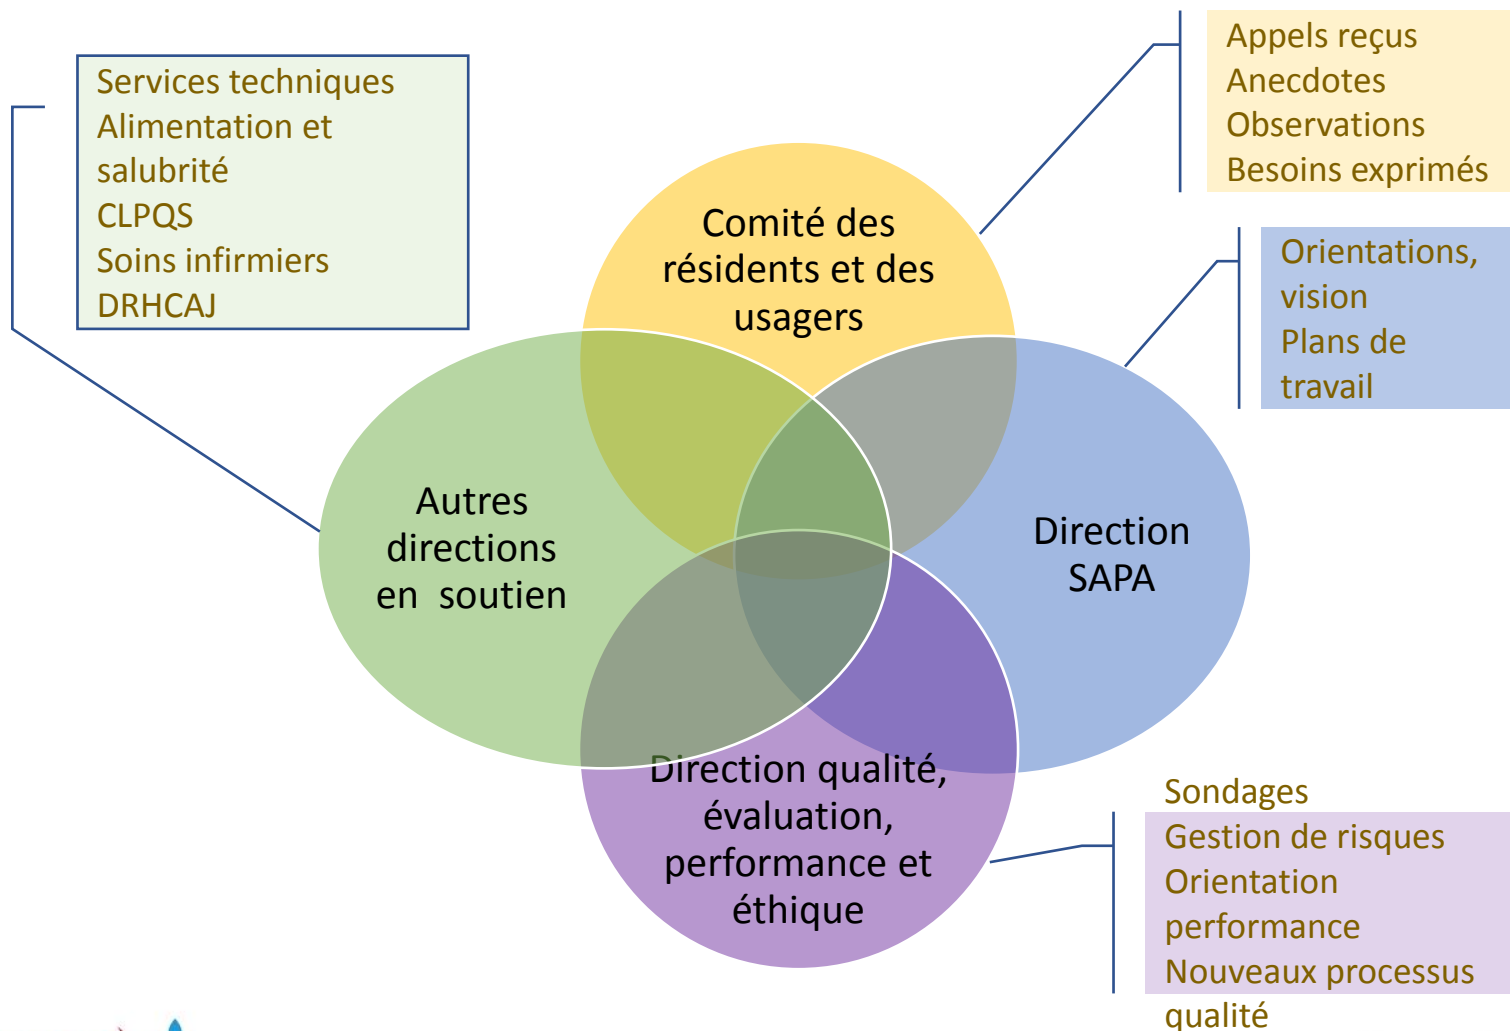 Services techniques
Alimentation et
salubrité
CLPQS
Soins infirmiers
DRHCAJ
Appels reçus
Anecdotes
Observations
Besoins exprimés
Comité des
résidents et des
usagers
Orientations,
vision
Plans de
travail
Autres
directions
en soutien
Direction
SAPA
Direction qualité,
évaluation,
performance et
éthique
Sondages
Gestion de risques
Orientation
performance
Nouveaux processus
qualité